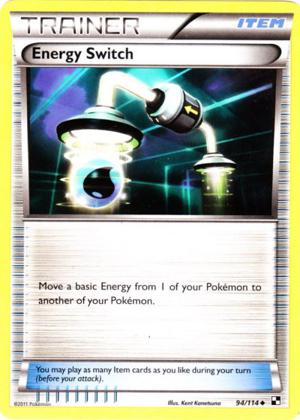 TRAINER
ITEM
Energy Switch
Move a basic Energy from 1 of your Pokémon to
another of your Pokémon.
You may play as many Item cards as you like during your turn
(before your attack).
©2011 Pokémon
Illus. Kent Kanetsuna
94/114